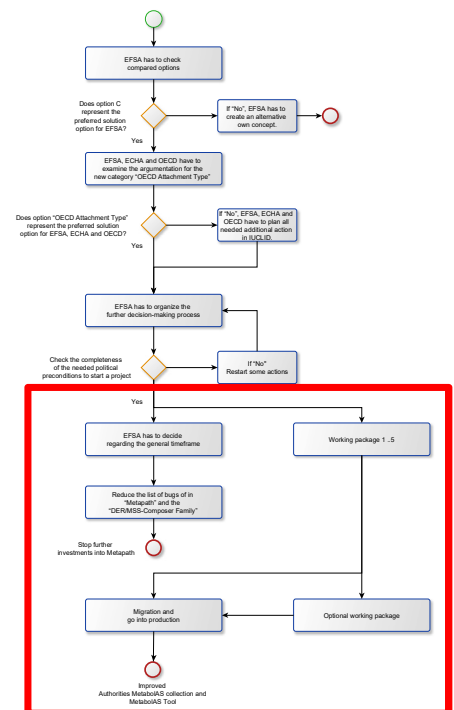 EFSA has to check
compared options
Does option C
represent the
preferred solution
option for EFSA?
If "No", EFSA has to
create an alternative
own concept.
Yes
EFSA, ECHA and OECD have to
examine the argumentation for the
new category "OECD Attachment Type"
Does option "OECD Attachment Type"
represent the preferred solution
option for EFSA, ECHA and OECD?
If "No", EFSA, ECHA and
OECD have to plan all
needed additional action
in IUCLID.
Yes
EFSA has to organize the
further decision-making process
Check the completeness
of the needed political
preconditions to start a project
If "No"
Restart some actions
Yes
EFSA has to decide
regarding the general timeframe
Working package 1 ..5
Reduce the list of bugs of in
"Metapath" and the
"DER/MSS-Composer Family"
Stop further
investments into Metapath
Migration and
go into production
Optional working package
Improved
Authorities MetabolAS collection and
MetabolAS Tool